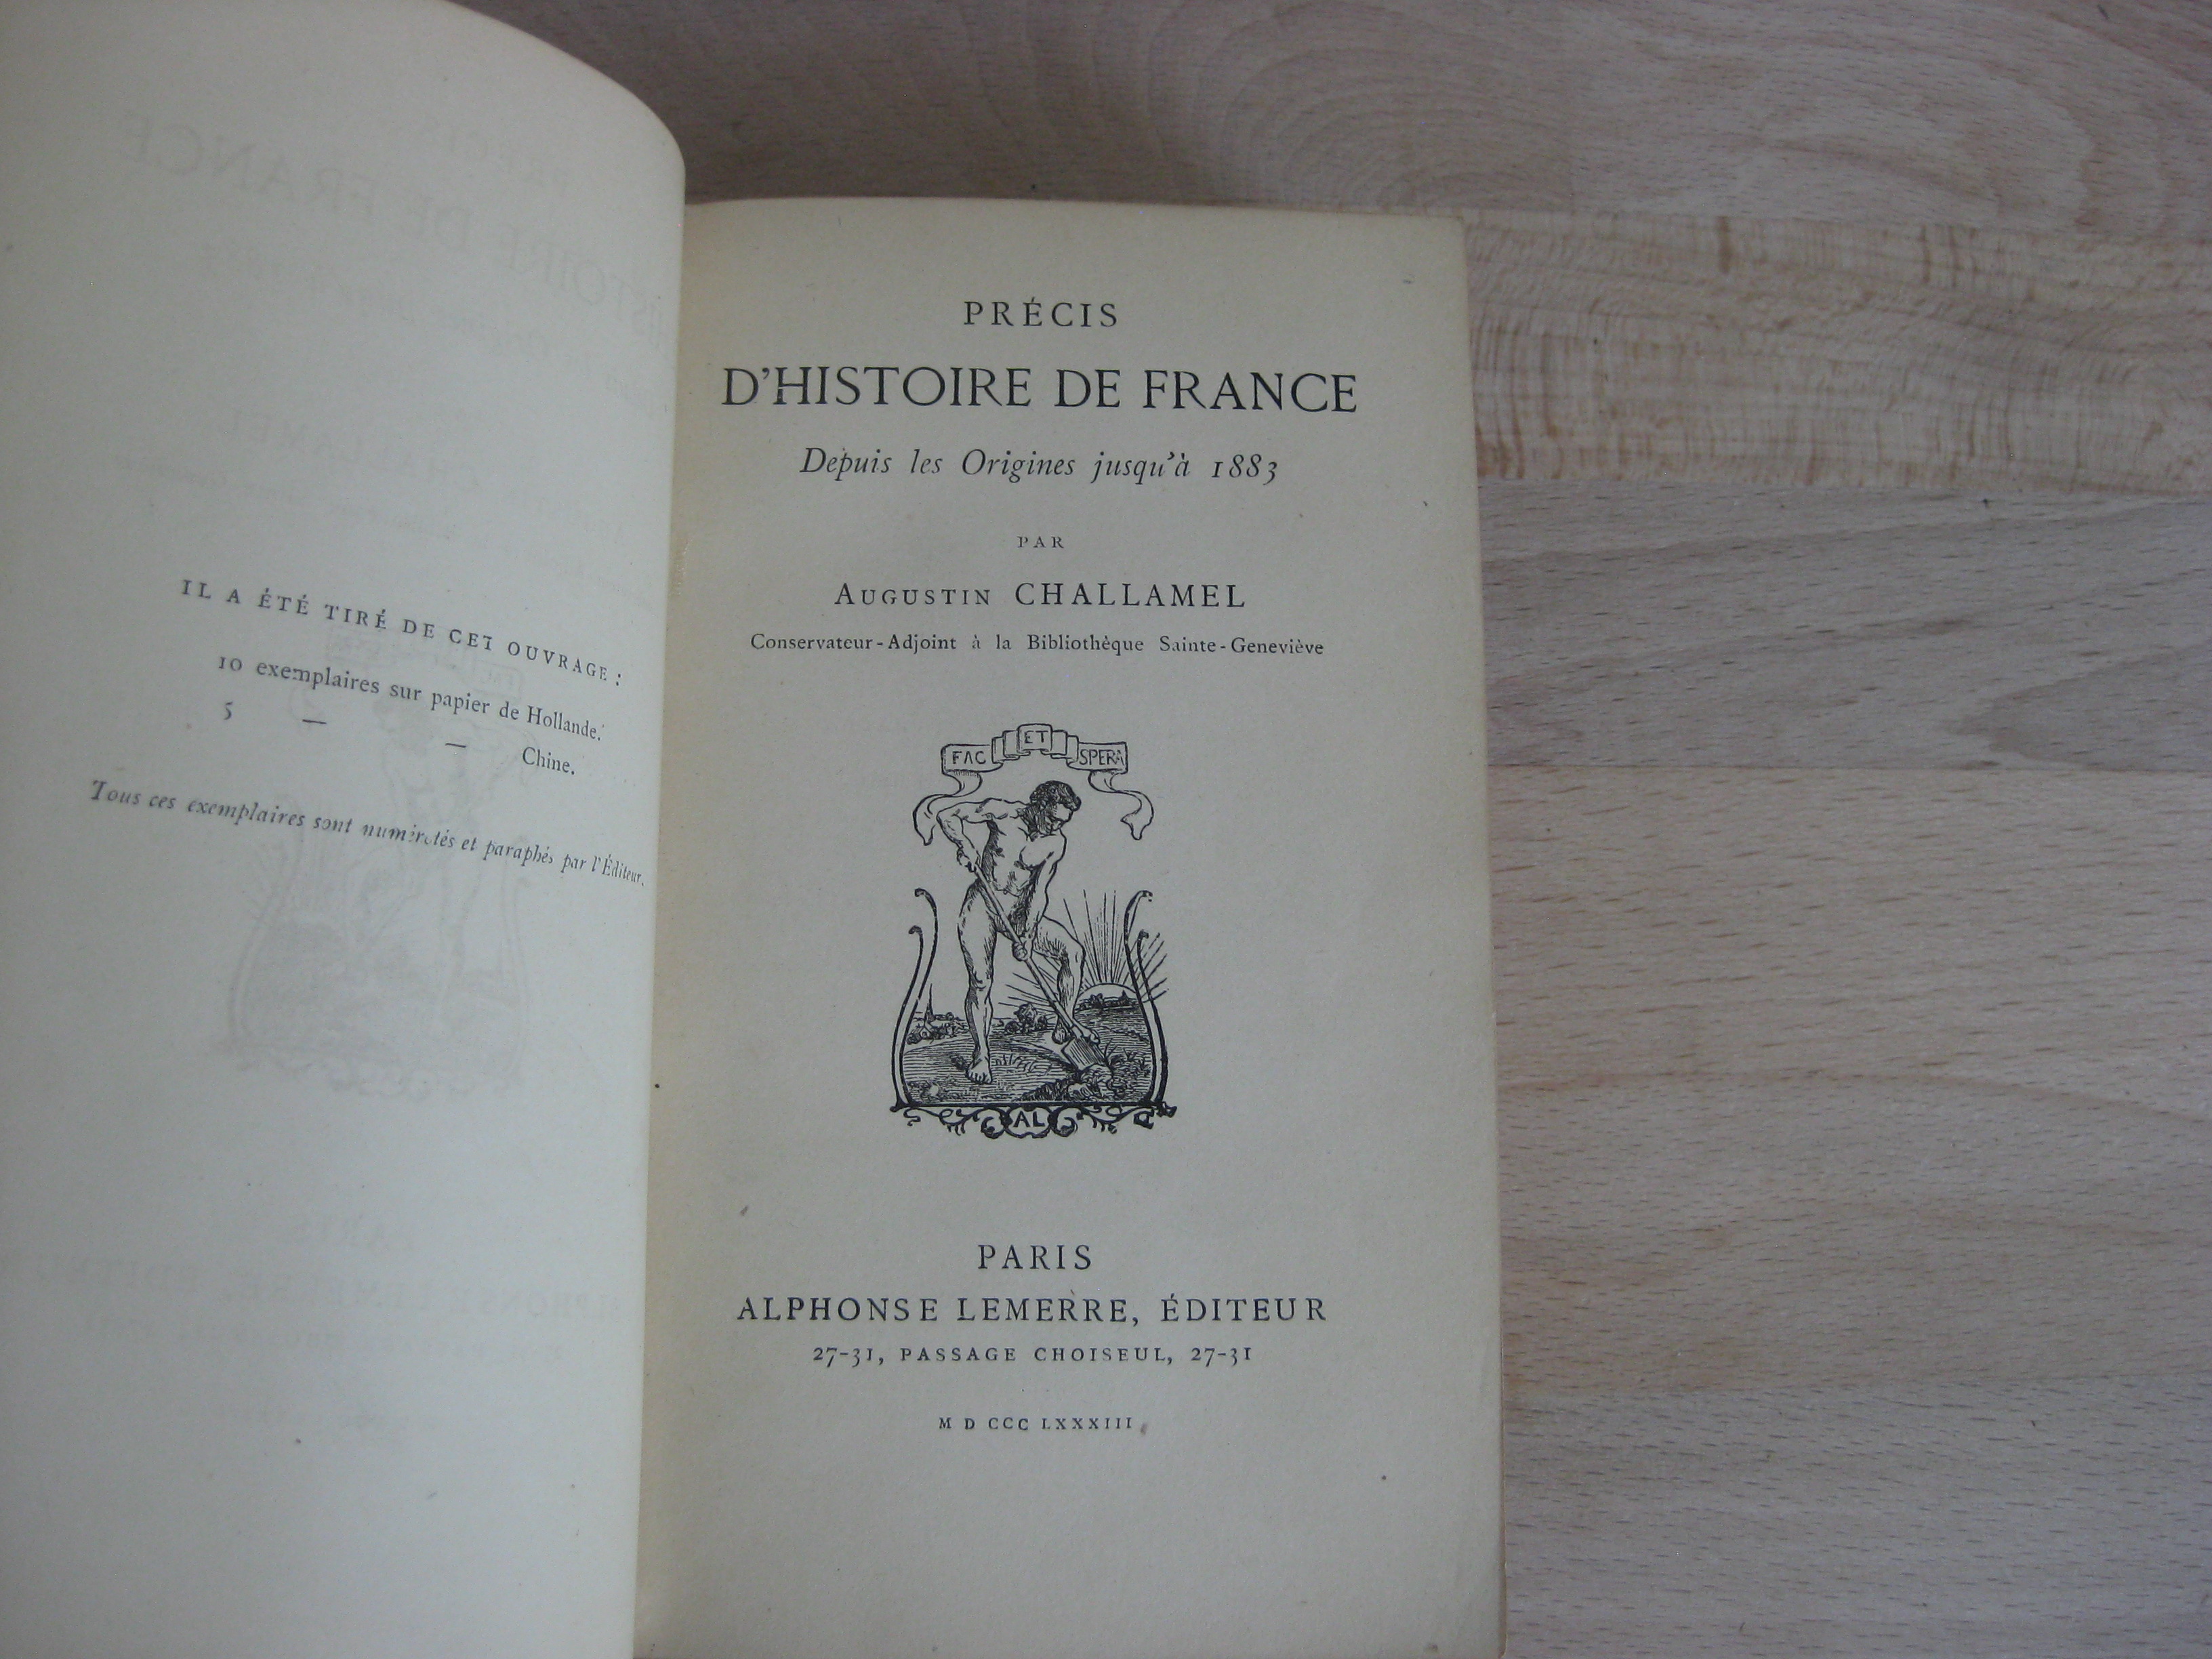 IL A ÉTÉ TIRÉ DE CET OUVRAGE :
10 exemplaires sur papier de Hollande.
5 — — Chine.
Tous ces exemplaires sont numérotés et paraphés par l'Éditeur.
PRÉCIS
D'HISTOIRE DE FRANCE
Depuis les Origines jusqu'à 1883
PAR
AUGUSTIN CHALLAMEL
Conservateur-Adjoint à la Bibliothèque Sainte-Geneviève
FAC ET SPERA
AL
PARIS
ALPHONSE LEMERRE, ÉDITEUR
27-31, PASSAGE CHOISEUL, 27-31
M D CCC LXXXIII